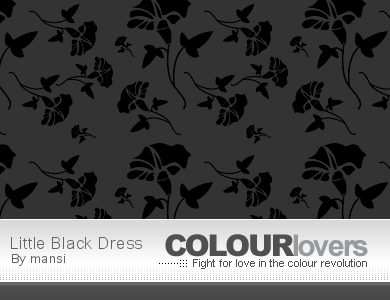 Little Black Dress
By mansi
COLOURlovers
Fight for love in the colour revolution